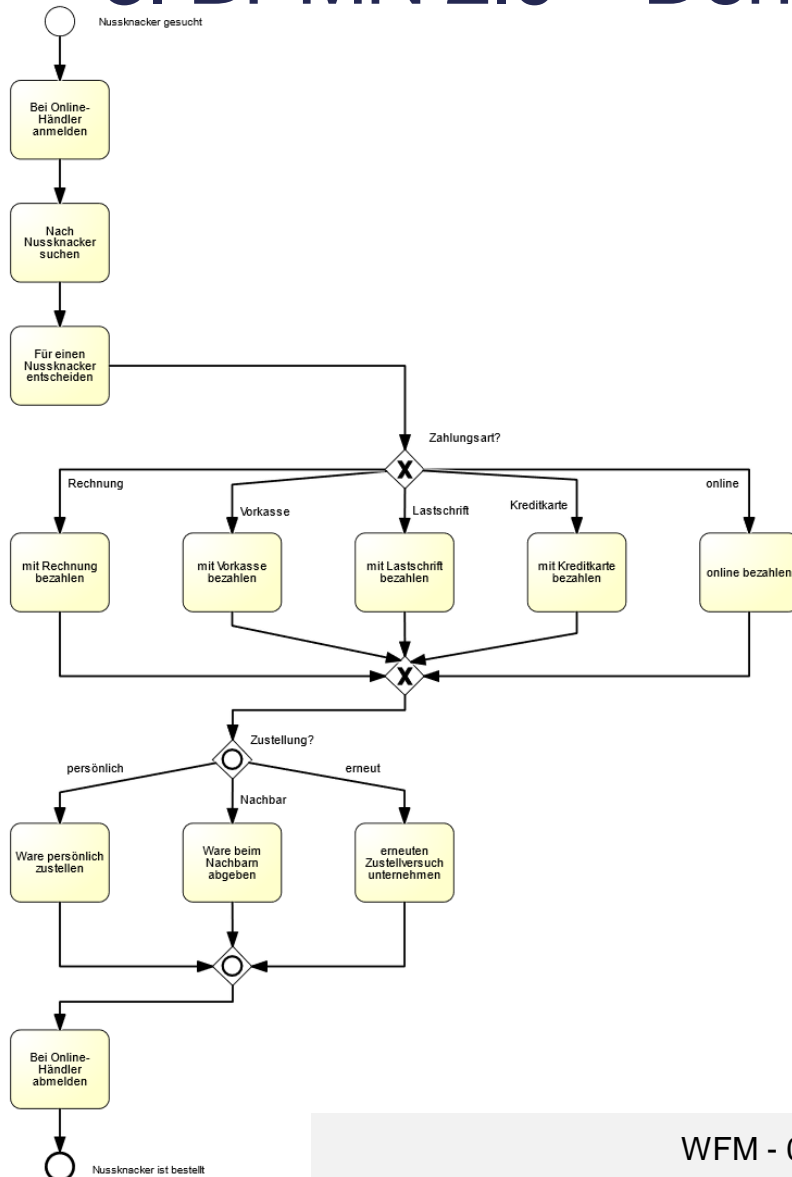 Nussknacker gesucht
Bei Online-
Händler
anmelden
Nach
Nussknacker
suchen
Für einen
Nussknacker
entscheiden
Zahlungsart?
Rechnung
Vorkasse
Lastschrift
Kreditkarte
online
mit Rechnung
bezahlen
mit Vorkasse
bezahlen
mit Lastschrift
bezahlen
mit Kreditkarte
bezahlen
online bezahlen
Zustellung?
persönlich
Nachbar
erneut
Ware persönlich
zustellen
Ware beim
Nachbarn
abgeben
erneuten
Zustellversuch
unternehmen
Bei Online-
Händler
abmelden
Nussknacker ist bestellt
WFM -